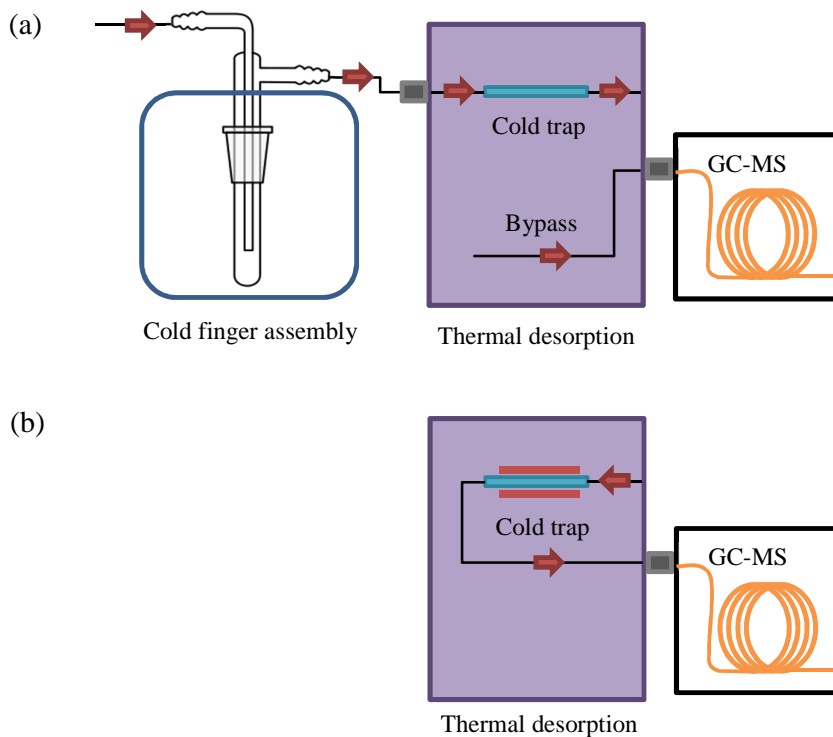 (a)
Cold trap
GC-MS
Bypass
Cold finger assembly
Thermal desorption
(b)
Cold trap
GC-MS
Thermal desorption